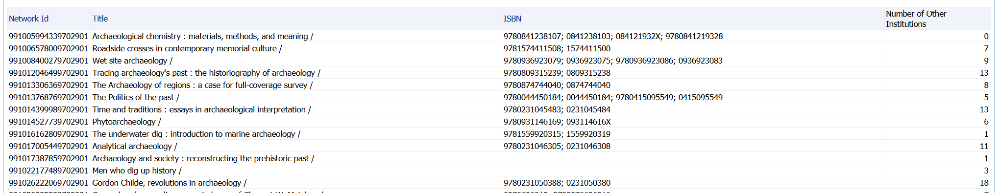 Network Id Title ISBN Number of Other
Institutions
991005994339702901 Archaeological chemistry : materials, methods, and meaning / 9780841238107; 0841238103; 084121932X; 9780841219328 0
991006578009702901 Roadside crosses in contemporary memorial culture / 9781574411508; 1574411500 7
991008400279702901 Wet site archaeology / 9780936923079; 0936923075; 9780936923086; 0936923083 9
991012046499702901 Tracing archaeology's past : the historiography of archaeology / 9780809315239; 0809315238 13
991013306369702901 The Archaeology of regions : a case for full-coverage survey / 9780874744040; 0874744040 8
991013768769702901 The Politics of the past / 9780044450184; 0044450184; 9780415095549; 0415095549 5
991014399989702901 Time and traditions : essays in archaeological interpretation / 9780231045483; 0231045484 13
991014527739702901 Phytoarchaeology / 9780931146169; 093114616X 6
991016162809702901 The underwater dig : introduction to marine archaeology / 9781559920315; 1559920319 1
991017005449702901 Analytical archaeology / 9780231046305; 0231046308 11
991017387859702901 Archaeology and society : reconstructing the prehistoric past / 1
991022177489702901 Men who dig up history / 3
991026222069702901 Gordon Childe, revolutions in archaeology / 9780231050388; 0231050380 18